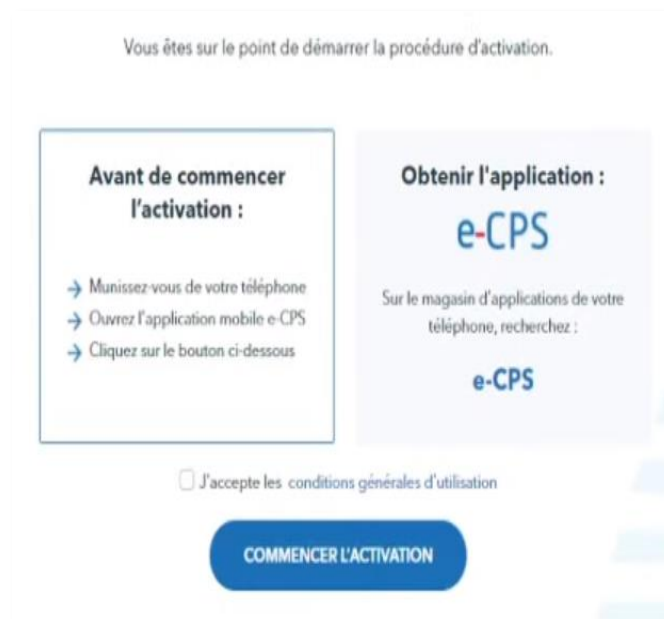 Vous êtes sur le point de démarrer la procédure d'activation.
Avant de commencer
l'activation :
→ Munissez-vous de votre téléphone
→ Ouvrez l'application mobile e-CPS
→ Cliquez sur le bouton ci-dessous
Obtenir l'application :
e-CPS
Sur le magasin d'applications de votre
téléphone, recherchez :
e-CPS
J'accepte les conditions générales d'utilisation
COMMENCER L'ACTIVATION